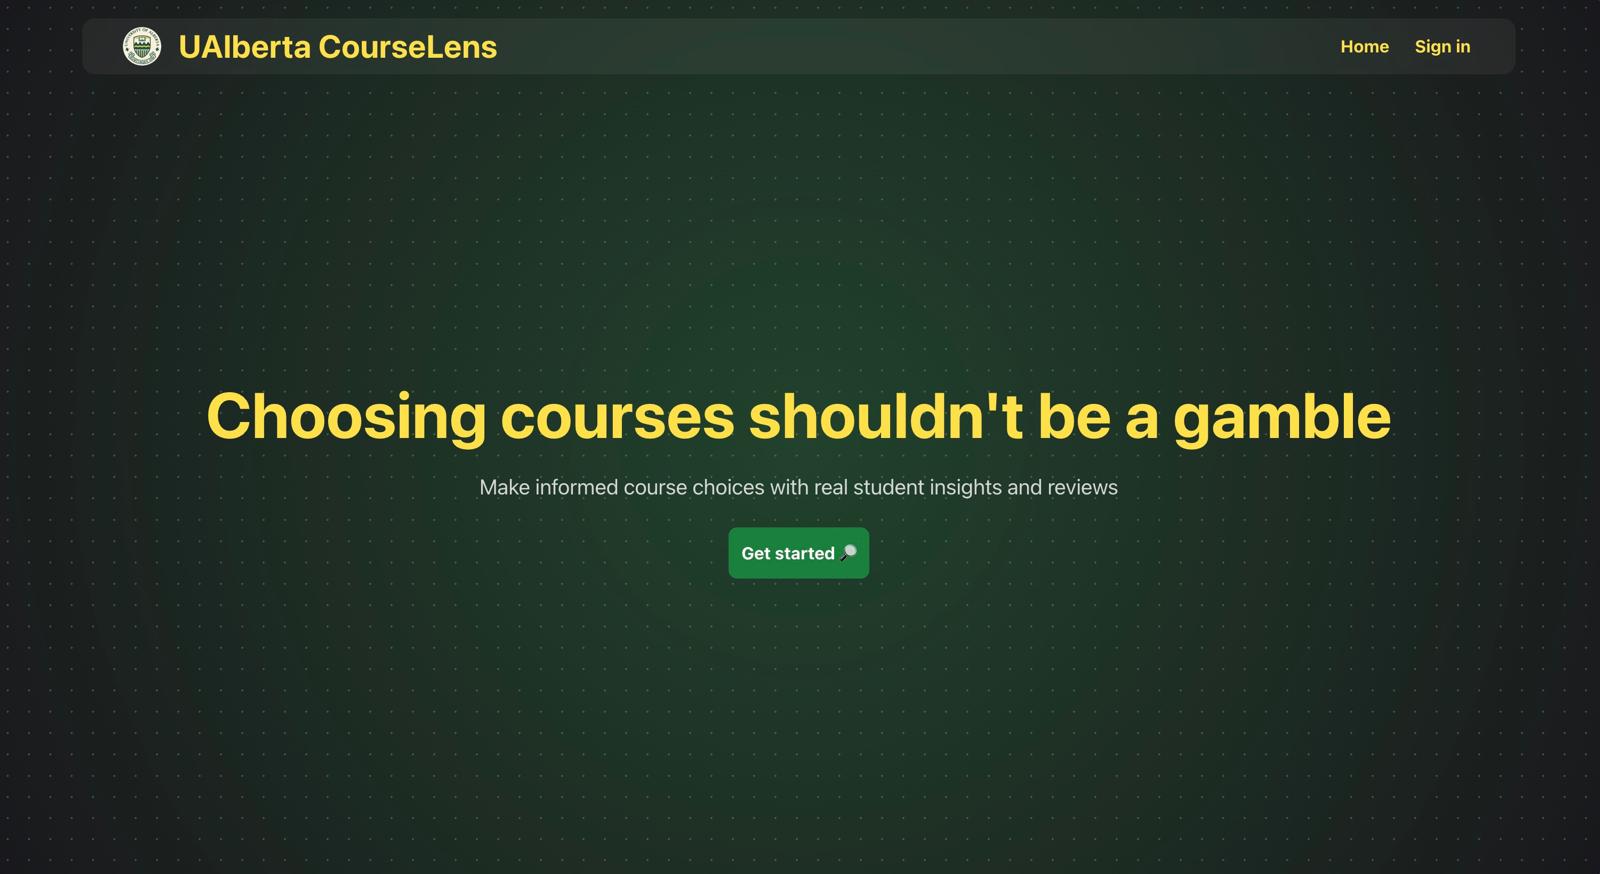 UAlberta CourseLens
Home
Sign in
Choosing courses shouldn't be a gamble
Make informed course choices with real student insights and reviews
Get started 🔎